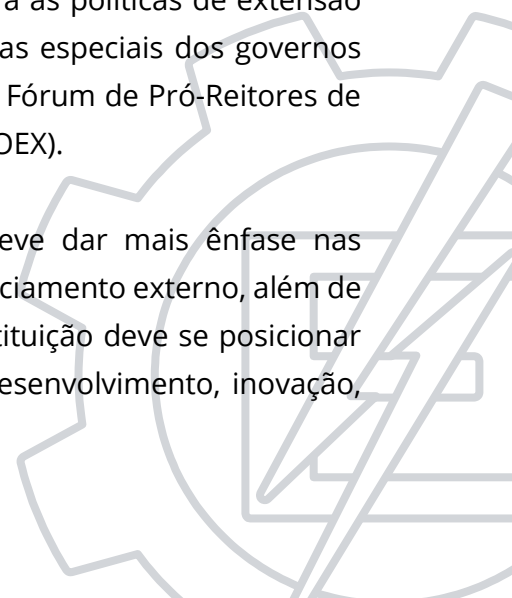 as políticas de extensão
as especiais dos governos
Fórum de Pró-Reitores de
OEX).
eve dar mais ênfase nas
ciamento externo, além de
tituição deve se posicionar
esenvolvimento, inovação,